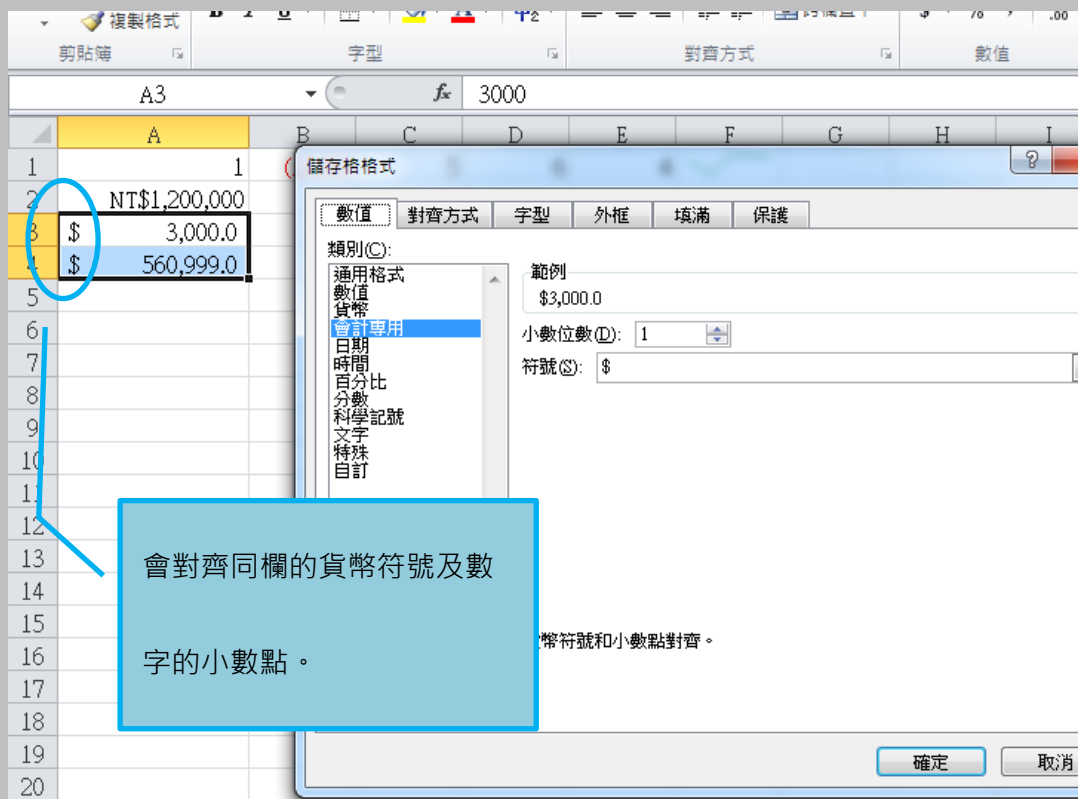 複製格式
剪貼簿 字型 對齊方式 數值
A3 fx 3000
A B C D E F G H I
1 1
2 NT$1,200,000
3 $ 3,000.0
4 $ 560,999.0
5
6
7
8
9
10
11
12
13
14
15
16
17
18
19
20
儲存格格式
數值 對齊方式 字型 外框 填滿 保護
類別(C):
通用格式
數值
貨幣
會計專用
日期
時間
百分比
分數
科學記號
文字
特殊
自訂
範例
$3,000.0
小數位數(D): 1
符號(S): $
幣符號和小數點對齊。
確定 取消
會對齊同欄的貨幣符號及數
字的小數點。